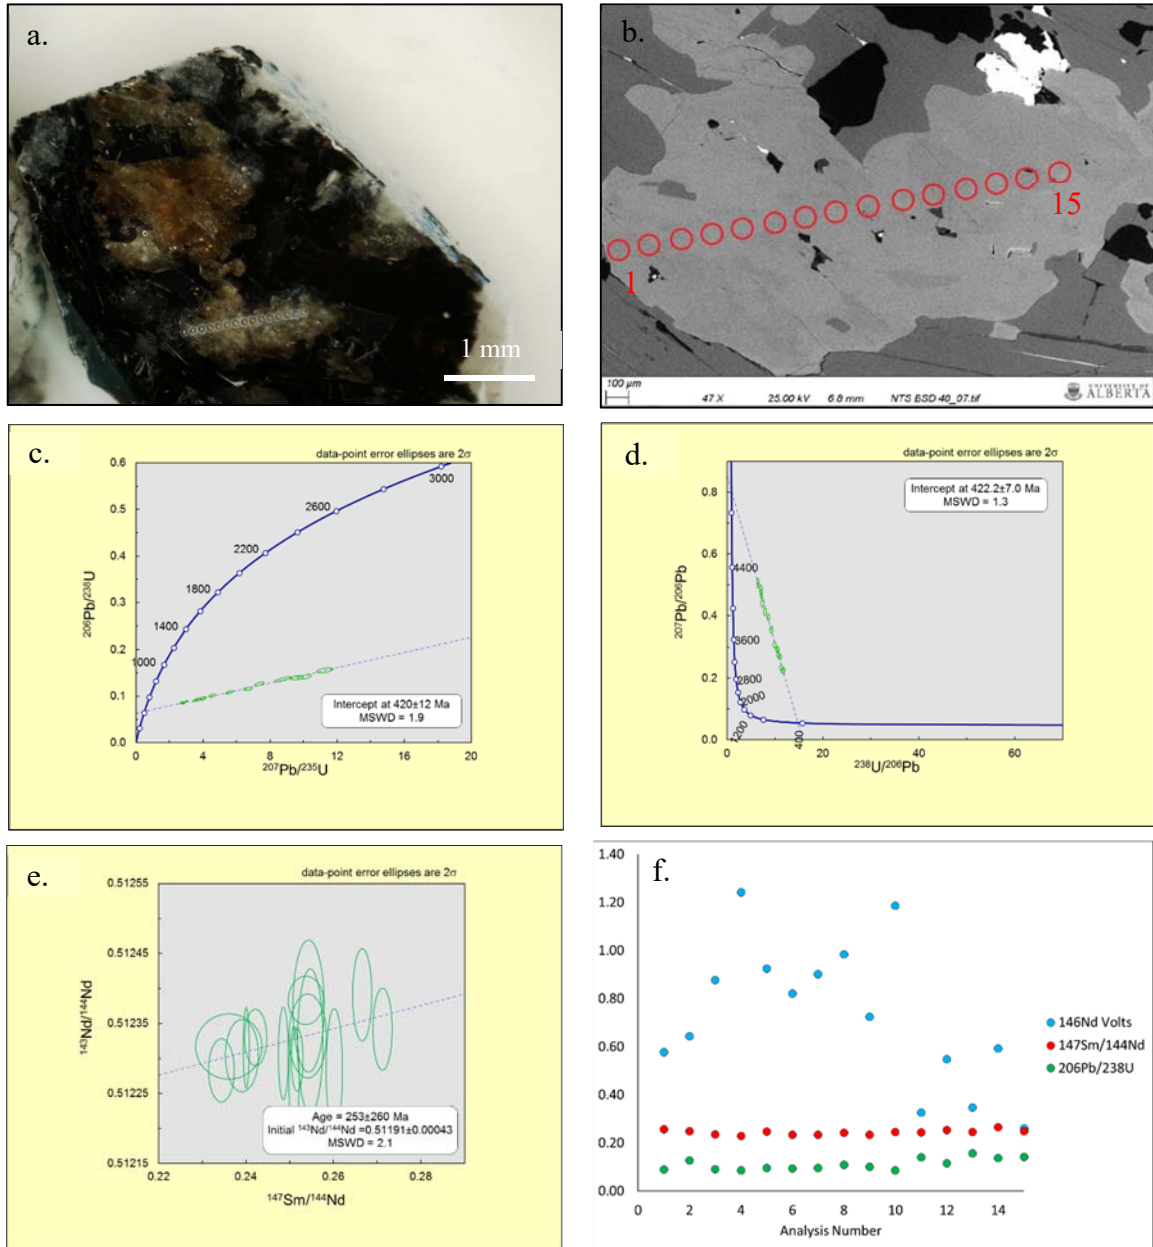 a.
1 mm
b.
1
15
100 µm
47 X 25.00 kV 6.8 mm NTS BSD 40_07.tif
UNIVERSITY OF
ALBERTA
c.
data-point error ellipses are 2σ
0.6
0.5
0.4
0.3
0.2
0.1
0.0
206Pb/238U
3000
2600
2200
1800
1400
1000
Intercept at 420±12 Ma
MSWD = 1.9
0 4 8 12 16 20
207Pb/235U
d.
data-point error ellipses are 2σ
Intercept at 422.2±7.0 Ma
MSWD = 1.3
0.8
0.6
0.4
0.2
0.0
207Pb/206Pb
4400
3600
2800
2000
1200
400
0 20 40 60
238U/206Pb
e.
data-point error ellipses are 2σ
0.51255
0.51245
0.51235
0.51225
0.51215
143Nd/144Nd
Age = 253±260 Ma
Initial 143Nd/144Nd =0.51191±0.00043
MSWD = 2.1
0.22 0.24 0.26 0.28
147Sm/144Nd
f.
1.40
1.20
1.00
0.80
0.60
0.40
0.20
0.00
146Nd Volts
147Sm/144Nd
206Pb/238U
0 2 4 6 8 10 12 14
Analysis Number